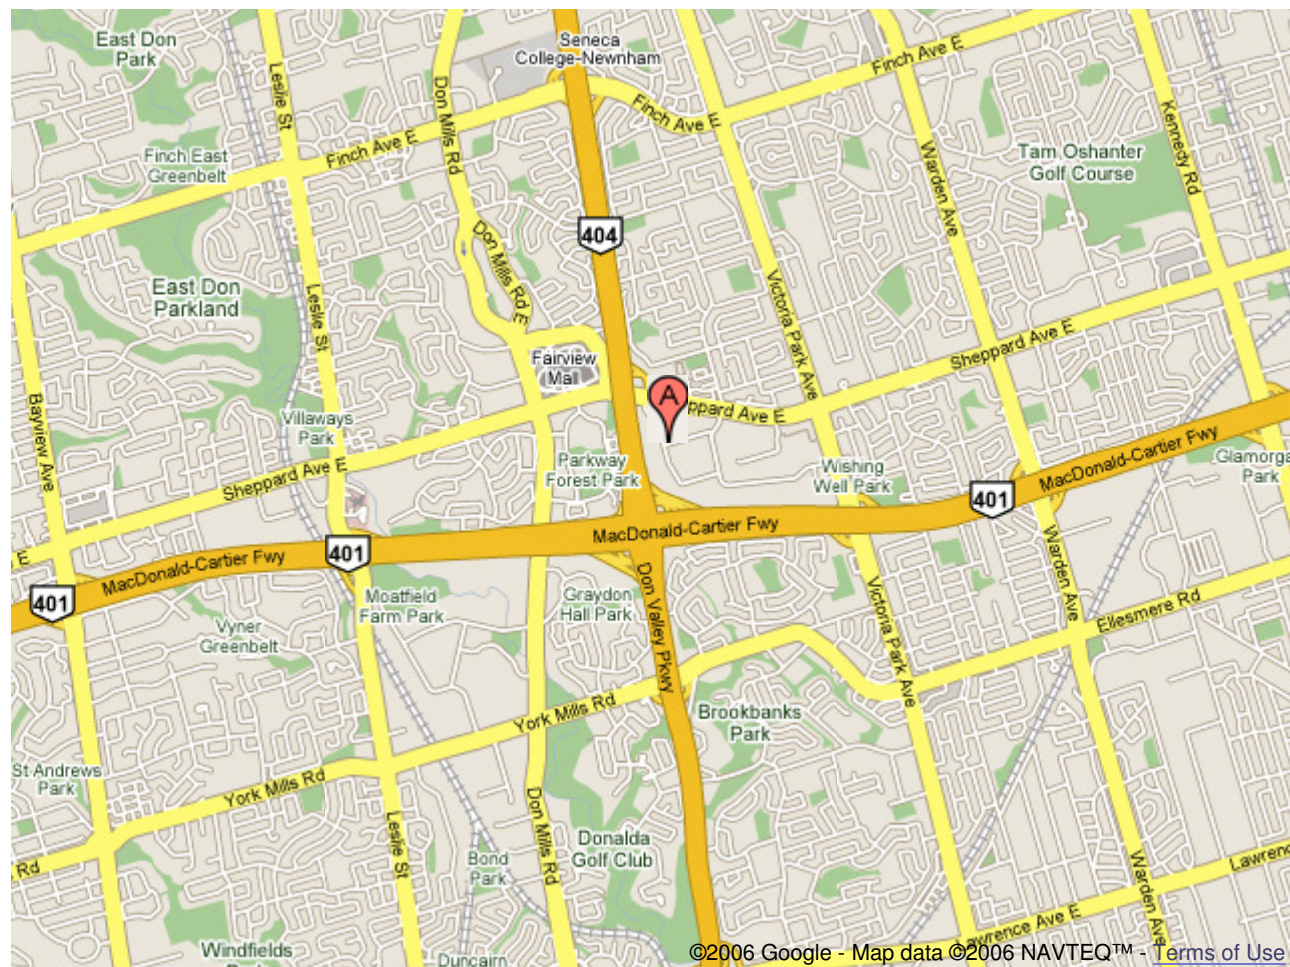 East Don
Park
Seneca
College-Newnham
Finch Ave E
Leslie St
Don Mills Rd
Finch Ave E
Kennedy Rd
Finch Ave E
Finch East
Greenbelt
Warden Ave
Tam Oshanter
Golf Course
404
Don Mills Rd E
East Don
Parkland
Leslie St
Victoria Park Ave
Sheppard Ave E
Fairview
Mall
A
ppard Ave E
Bayview Ave
Villaways
Park
Sheppard Ave E
Parkway
Forest Park
Wishing
Well Park
MacDonald-Cartier Fwy
Glamorga
Park
401
MacDonald-Cartier Fwy
401
E
MacDonald-Cartier Fwy
401
Moatfield
Farm Park
Graydon
Hall Park
Don Valley Pkwy
Victoria Park Ave
Warden Ave
Ellesmere Rd
Vyner
Greenbelt
York Mills Rd
Brookbanks
Park
St Andrews
Park
York Mills Rd
Leslie St
Don Mills Rd
Donalda
Golf Club
Bond
Park
Rd
Warden Ave
Lawrenc
awrence Ave E
Windfields
Duncairn
©2006 Google - Map data ©2006 NAVTEQ™ - Terms of Use